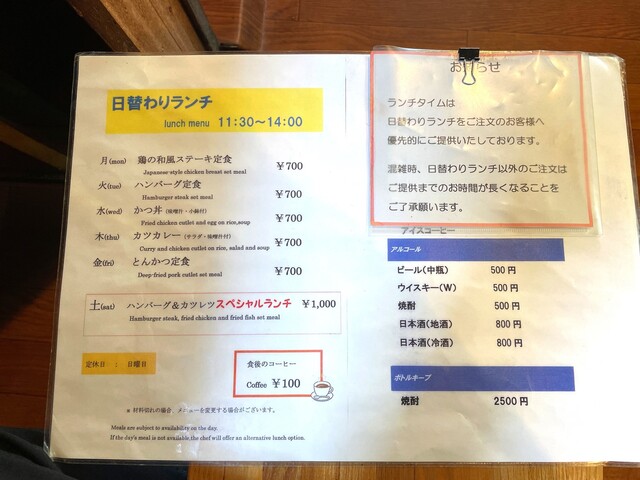 日替わりランチ
lunch menu 11:30～14:00
月(mon) 鶏の和風ステーキ定食 ￥700
Japanese-style chicken breast set meal
火(tue) ハンバーグ定食 ￥700
Hamburger steak set meal
水(wed) かつ丼 (味噌汁・小鉢付) ￥700
Fried chicken cutlet and egg on rice,soup
木(thu) カツカレー (サラダ・味噌汁付) ￥700
Curry and chicken cutlet on rice, salad and soup
金(fri) とんかつ定食 ￥700
Deep-fried pork cutlet set meal
土(sat) ハンバーグ＆カツレツスペシャルランチ ￥1,000
Hamburger steak, fried chicken and fried fish set meal
定休日 ： 日曜日
食後のコーヒー
Coffee ￥100
※ 材料切れの場合、メニューを変更する場合がございます。
Meals are subject to availability on the day.
If the day's meal is not available,the chef will offer an alternative lunch option.
お知らせ
ランチタイムは
日替わりランチをご注文のお客様へ
優先的にご提供いたしております。
混雑時、日替わりランチ以外のご注文は
ご提供までのお時間が長くなることを
ご了承願います。
アイスコーヒー
アルコール
ビール(中瓶) 500円
ウイスキー(W) 500円
焼酎 500円
日本酒(地酒) 800円
日本酒(冷酒) 800円
ボトルキープ
焼酎 2500円